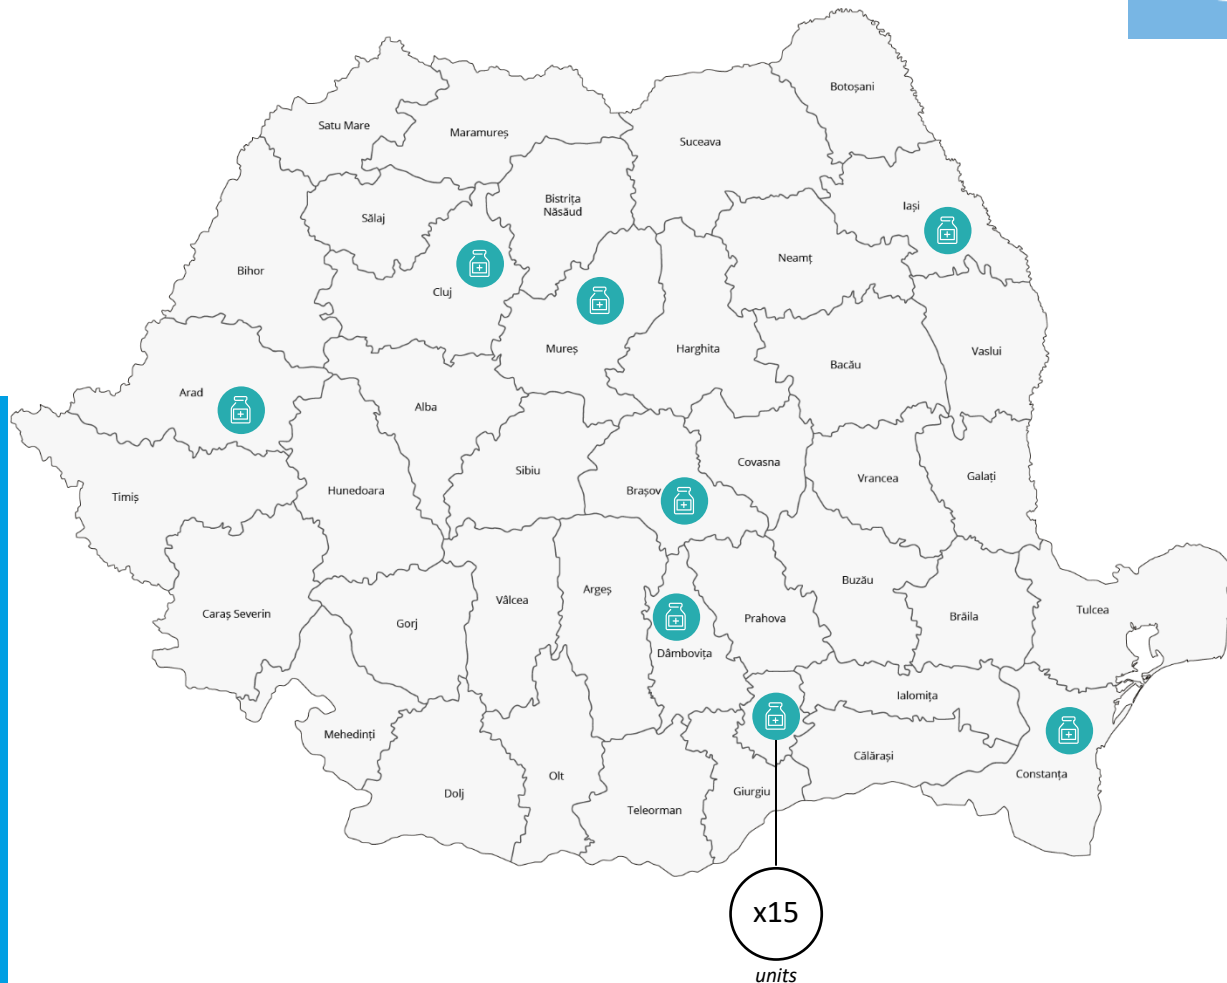 Botoșani
Satu Mare
Maramureș
Suceava
Bistrița
Năsăud
Iași
Sălaj
Neamț
Bihor
Cluj
Mureș
Harghita
Vaslui
Bacău
Arad
Alba
Covasna
Sibiu
Brașov
Vrancea
Galați
Hunedoara
Timiș
Buzău
Argeș
Vâlcea
Tulcea
Caraș Severin
Gorj
Prahova
Brăila
Dâmbovița
Ialomița
Mehedinți
Călărași
Constanța
Olt
Dolj
Giurgiu
Teleorman
x15
units